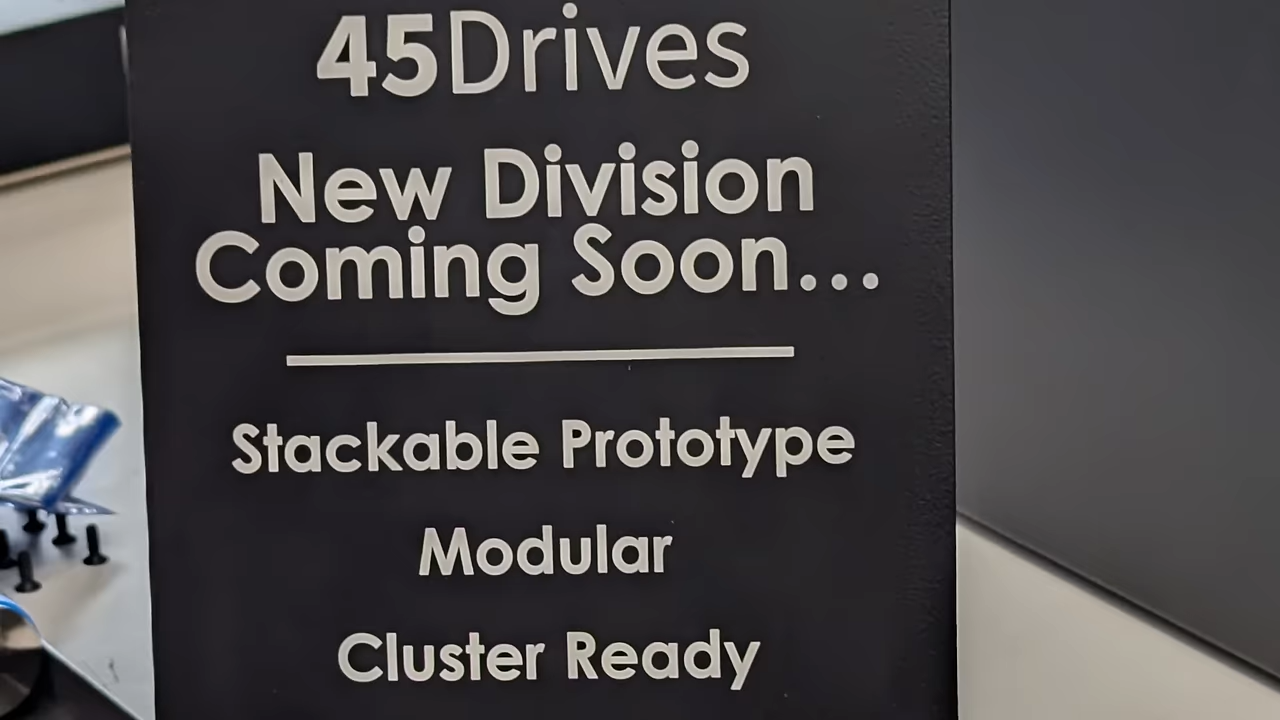 45Drives
New Division
Coming Soon...
Stackable Prototype
Modular
Cluster Ready